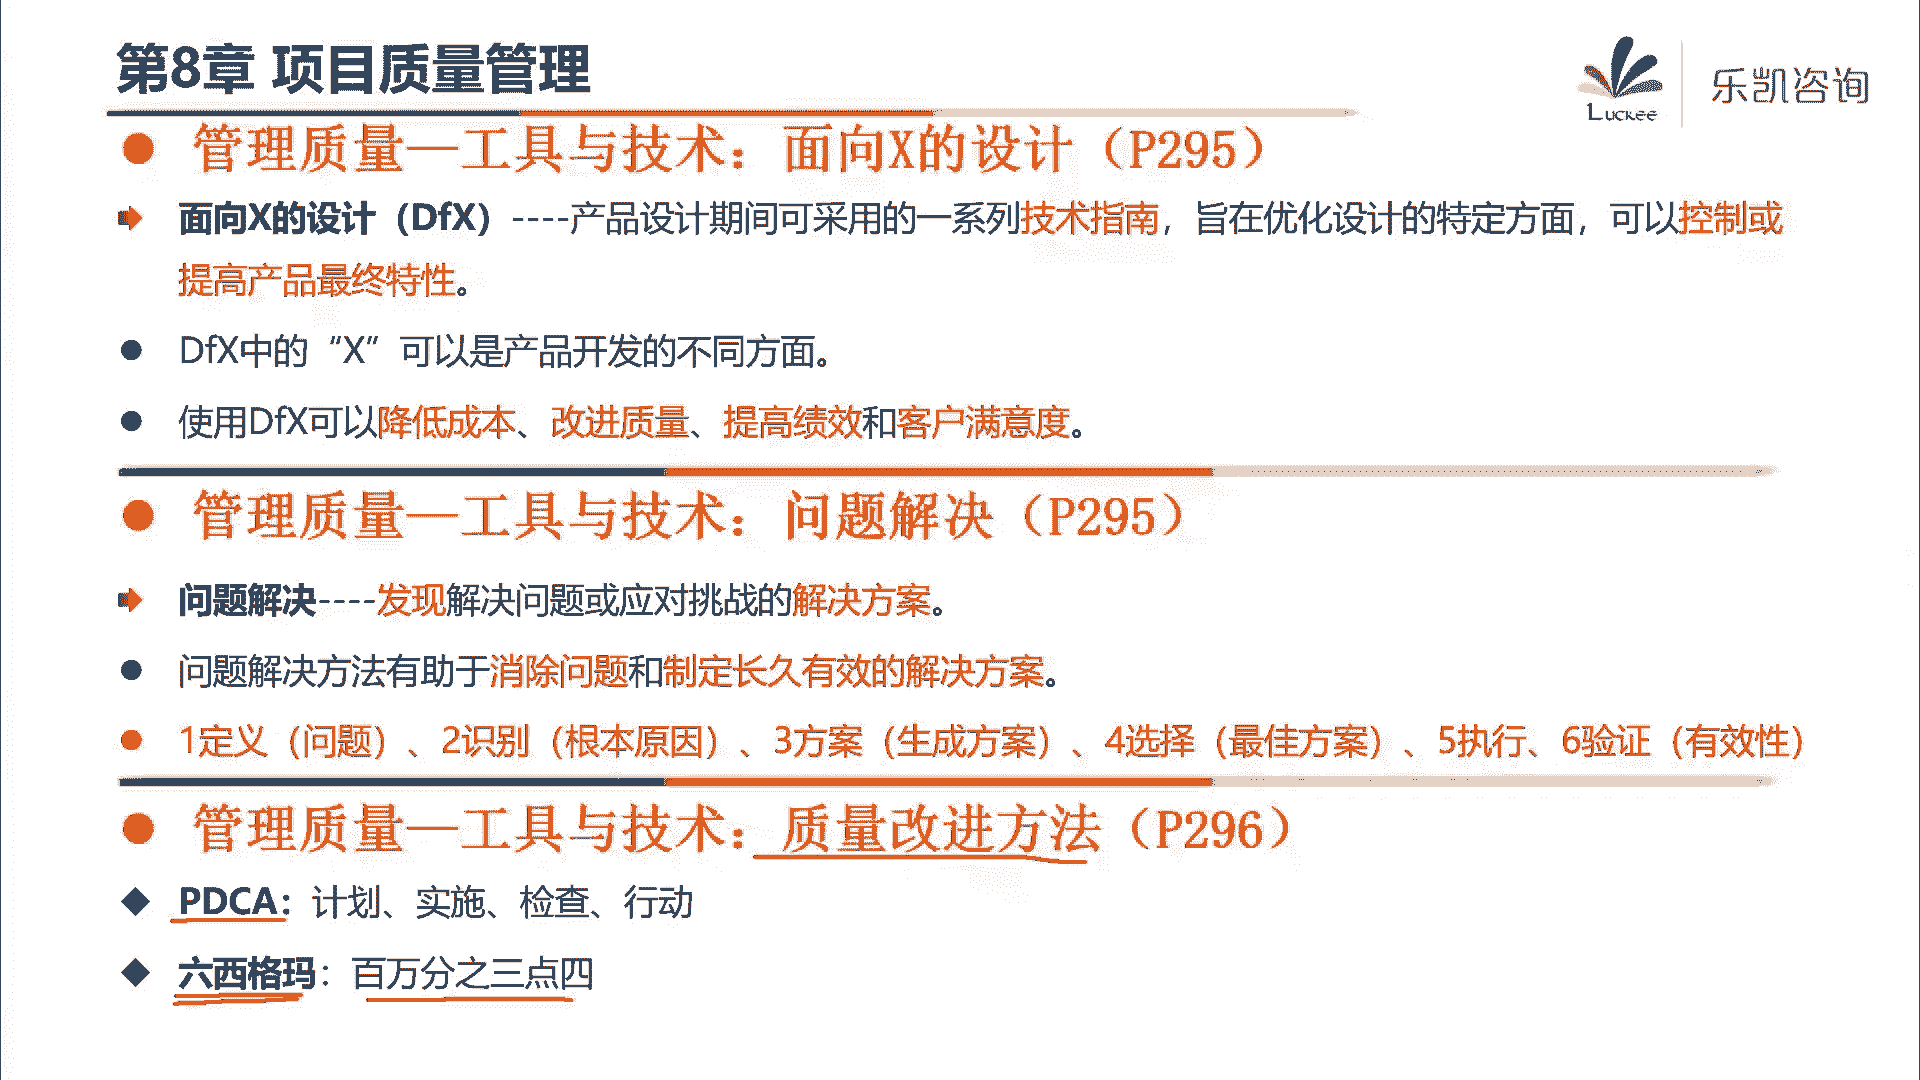 第8章 项目质量管理
Luckee
乐凯咨询
管理质量—工具与技术：面向X的设计（P295）
面向X的设计（DfX）----产品设计期间可采用的一系列技术指南，旨在优化设计的特定方面，可以控制或
提高产品最终特性。
DfX中的“X”可以是产品开发的不同方面。
使用DfX可以降低成本、改进质量、提高绩效和客户满意度。
管理质量—工具与技术：问题解决（P295）
问题解决----发现解决问题或应对挑战的解决方案。
问题解决方法有助于消除问题和制定长久有效的解决方案。
1定义（问题）、2识别（根本原因）、3方案（生成方案）、4选择（最佳方案）、5执行、6验证（有效性）
管理质量—工具与技术：质量改进方法（P296）
PDCA：计划、实施、检查、行动
六西格玛：百万分之三点四